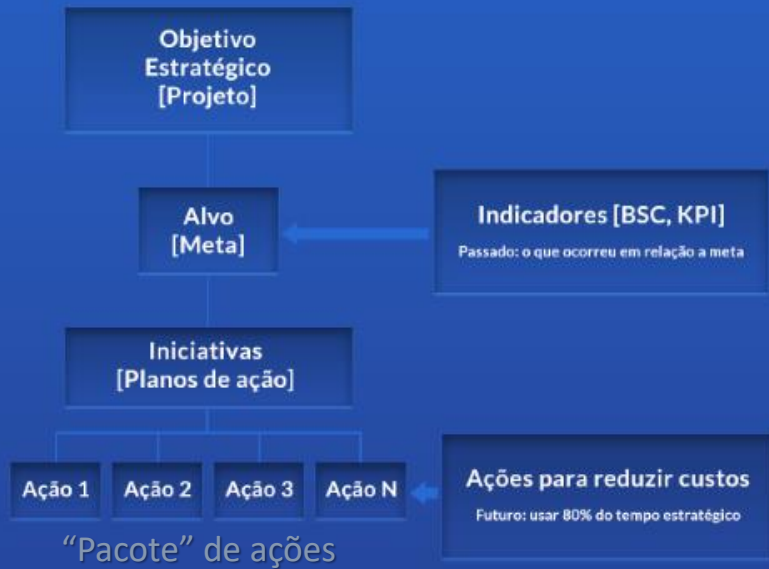 Objetivo
Estratégico
[Projeto]
Alvo
[Meta]
Indicadores [BSC, KPI]
Passado: o que ocorreu em relação a meta
Iniciativas
[Planos de ação]
Ação 1
Ação 2
Ação 3
Ação N
Ações para reduzir custos
Futuro: usar 80% do tempo estratégico
“Pacote” de ações